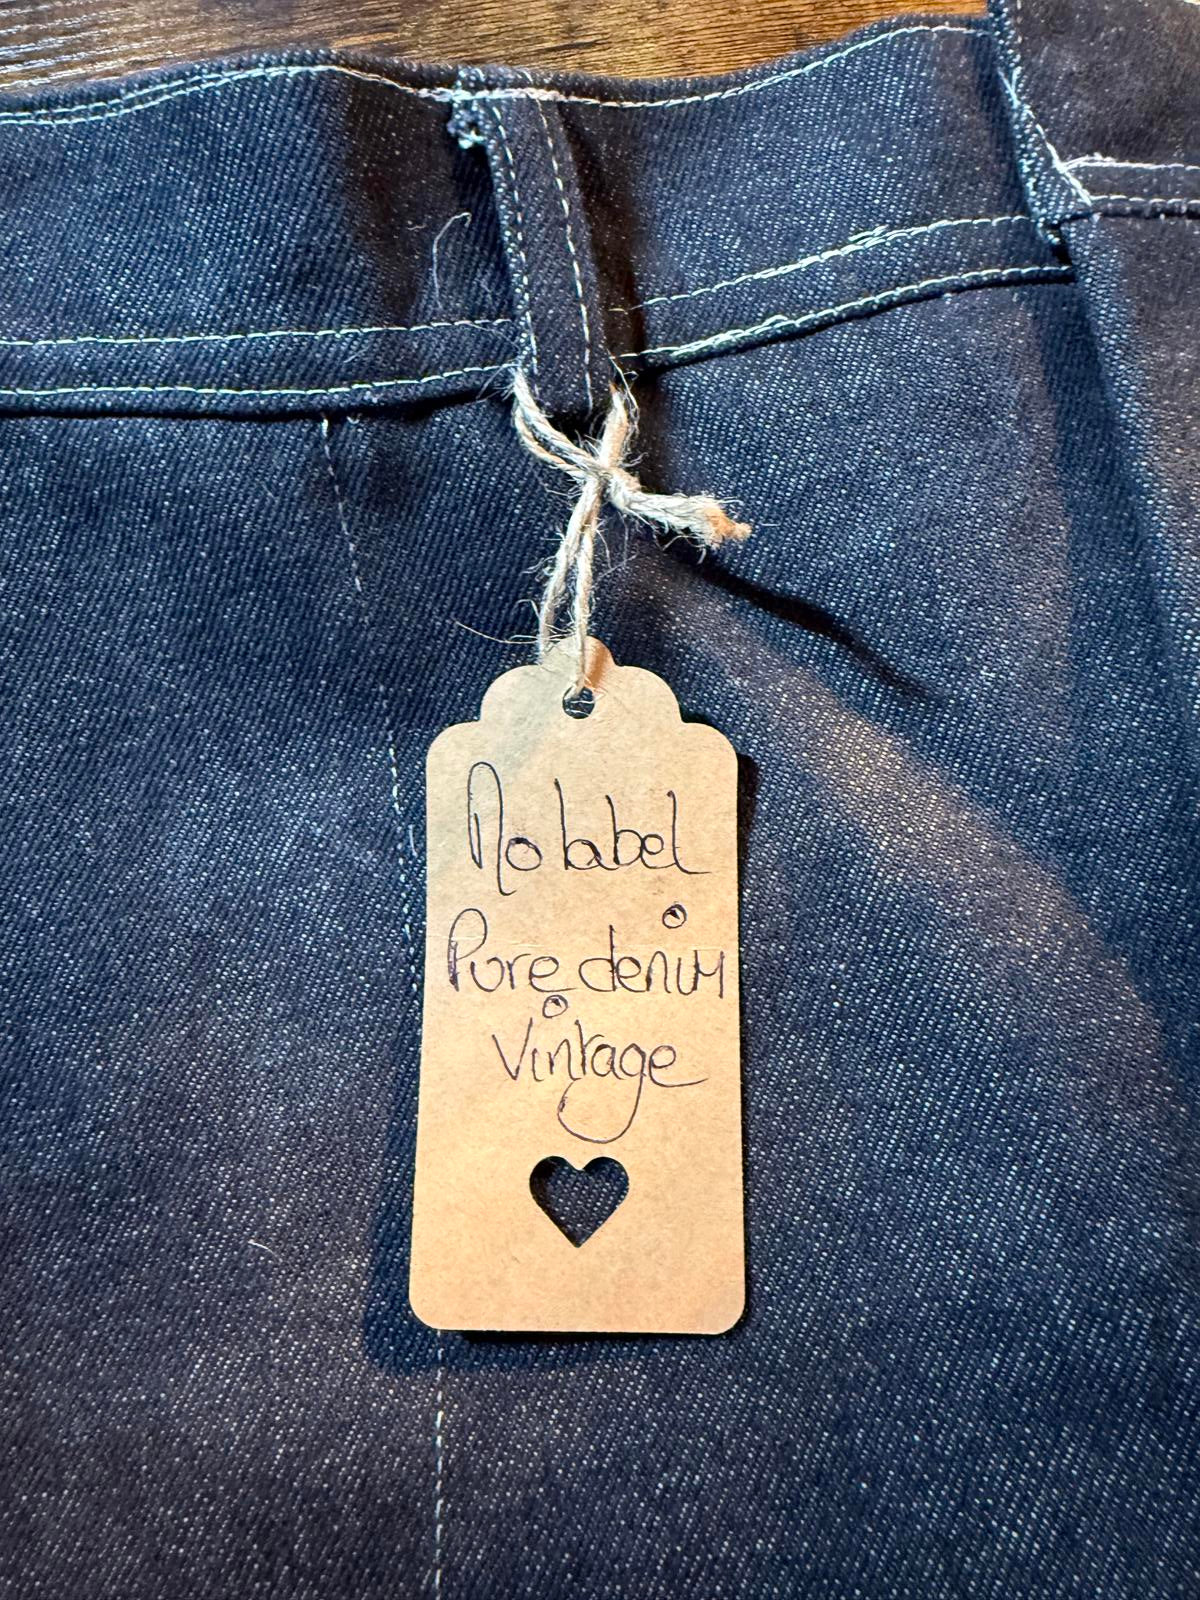 No label
Pure denim
Vintage